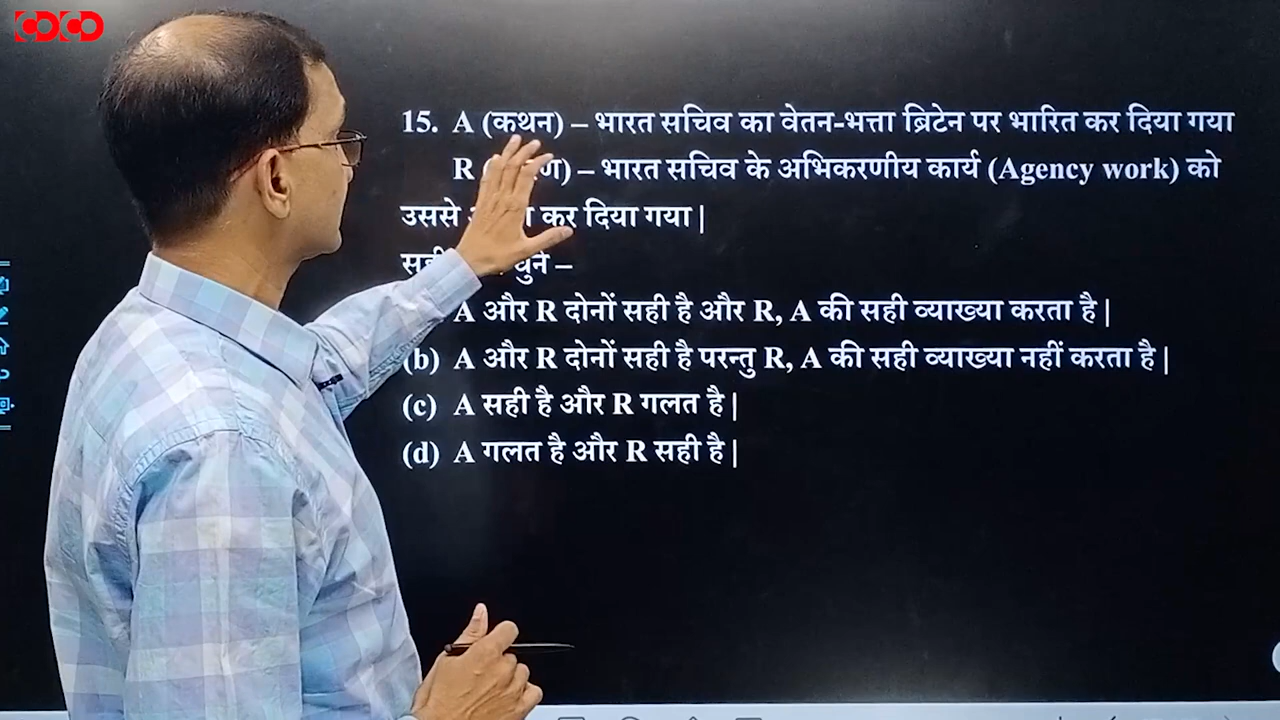 COCO
15. A (कथन) – भारत सचिव का वेतन-भत्ता ब्रिटेन पर भारित कर दिया गया
R – भारत सचिव के अभिकरणीय कार्य (Agency work) को
उससे कर दिया गया |
चुने –
A और R दोनों सही है और R, A की सही व्याख्या करता है |
(b) A और R दोनों सही है परन्तु R, A की सही व्याख्या नहीं करता है |
(c) A सही है और R गलत है |
(d) A गलत है और R सही है |